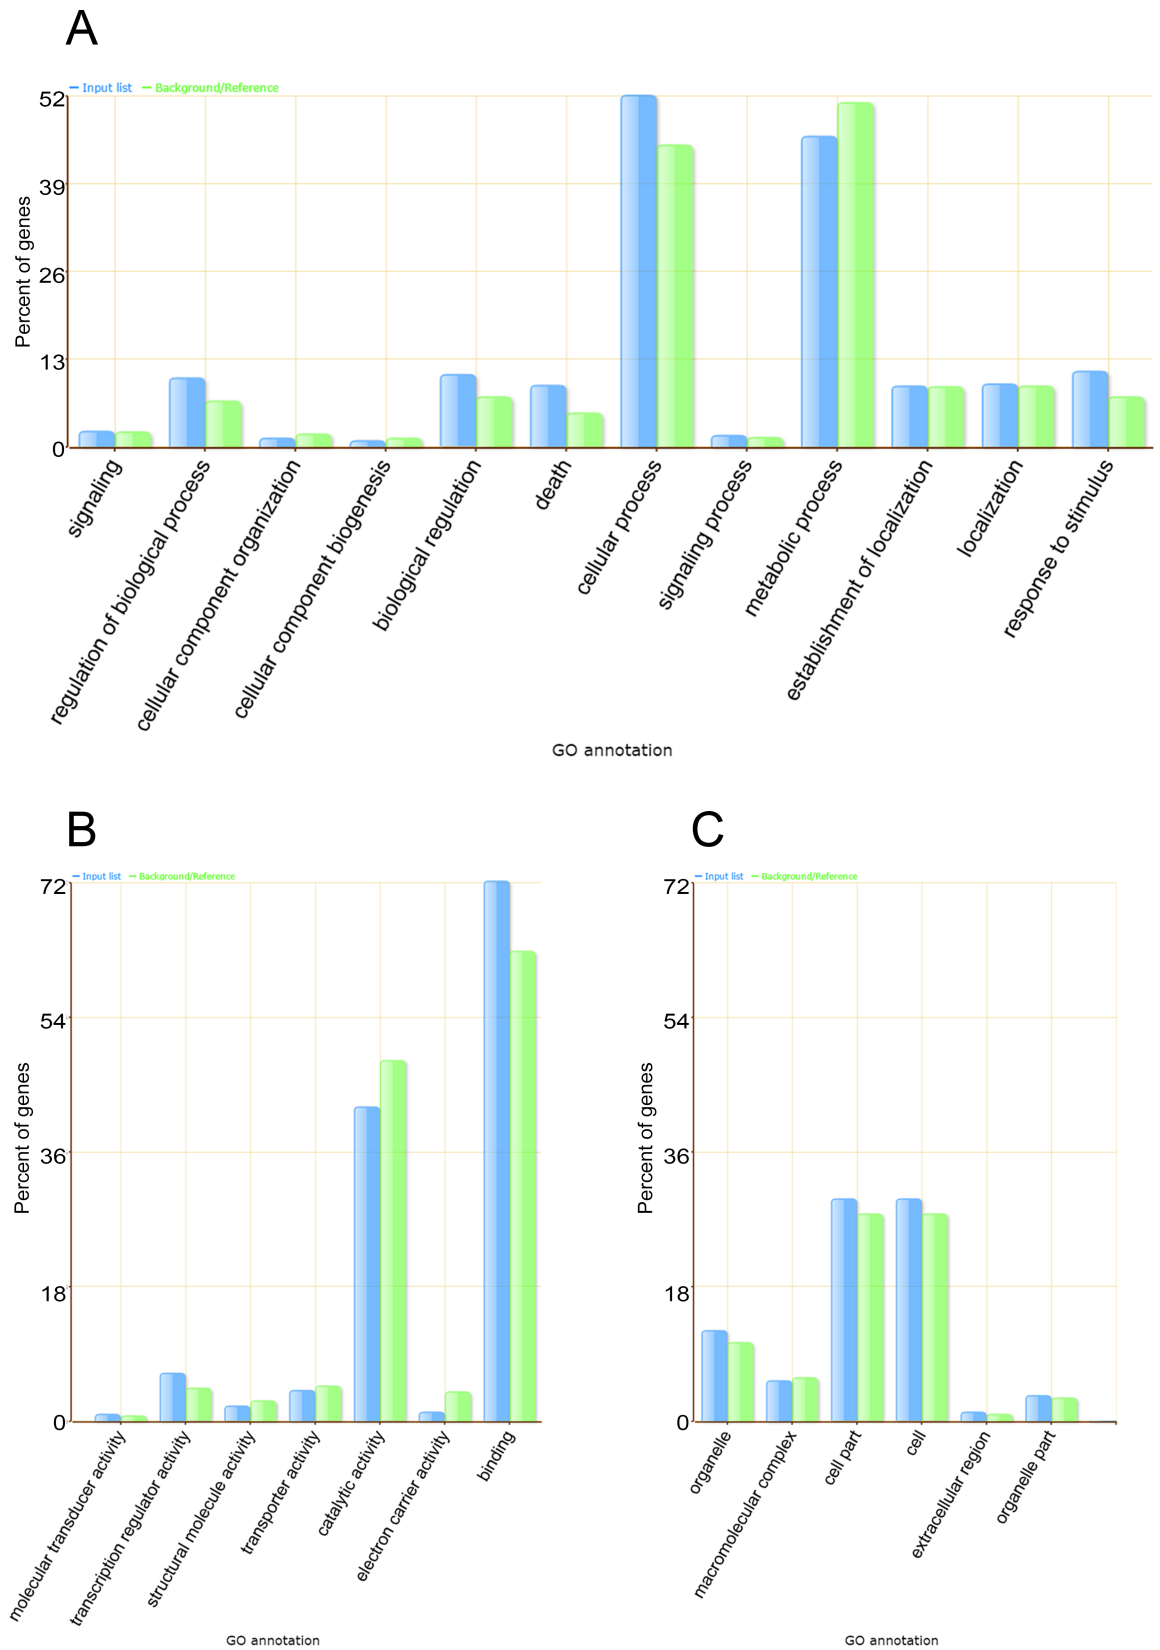 A
Input list Background/Reference
Percent of genes
52
39
26
13
0
signaling
regulation of biological process
cellular component organization
cellular component biogenesis
biological regulation
death
cellular process
signaling process
metabolic process
establishment of localization
localization
response to stimulus
GO annotation
B
Input list Background/Reference
Percent of genes
72
54
36
18
0
molecular transducer activity
transcription regulator activity
structural molecule activity
transporter activity
catalytic activity
electron carrier activity
binding
GO annotation
C
Input list Background/Reference
Percent of genes
72
54
36
18
0
organelle
macromolecular complex
cell part
cell
extracellular region
organelle part
GO annotation